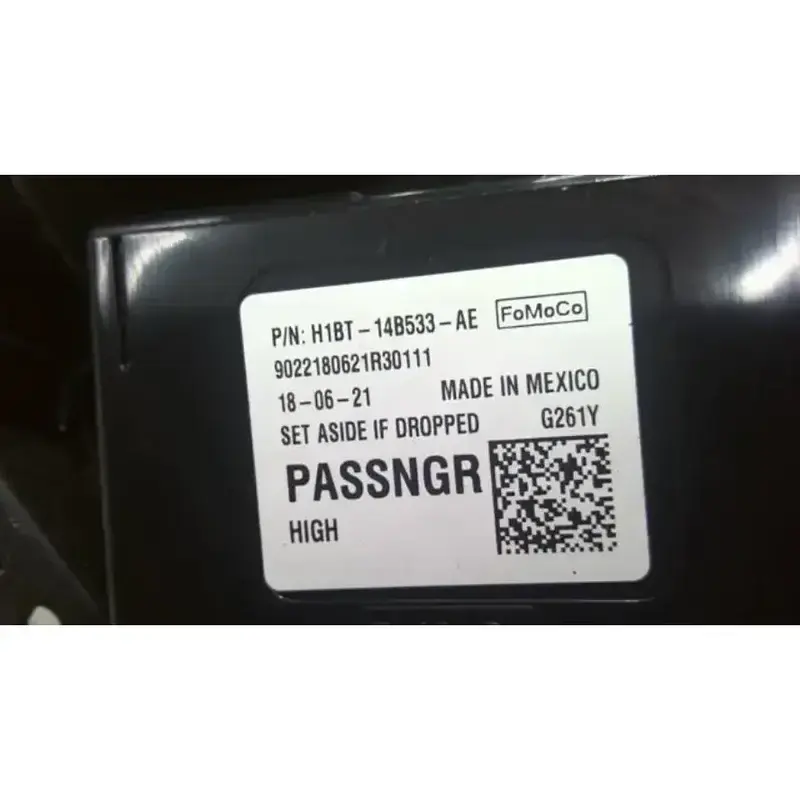 P/N: H1BT-14B533-AE FoMoCo
9022180621R30111
18-06-21 MADE IN MEXICO
SET ASIDE IF DROPPED G261Y
PASSNGR
HIGH